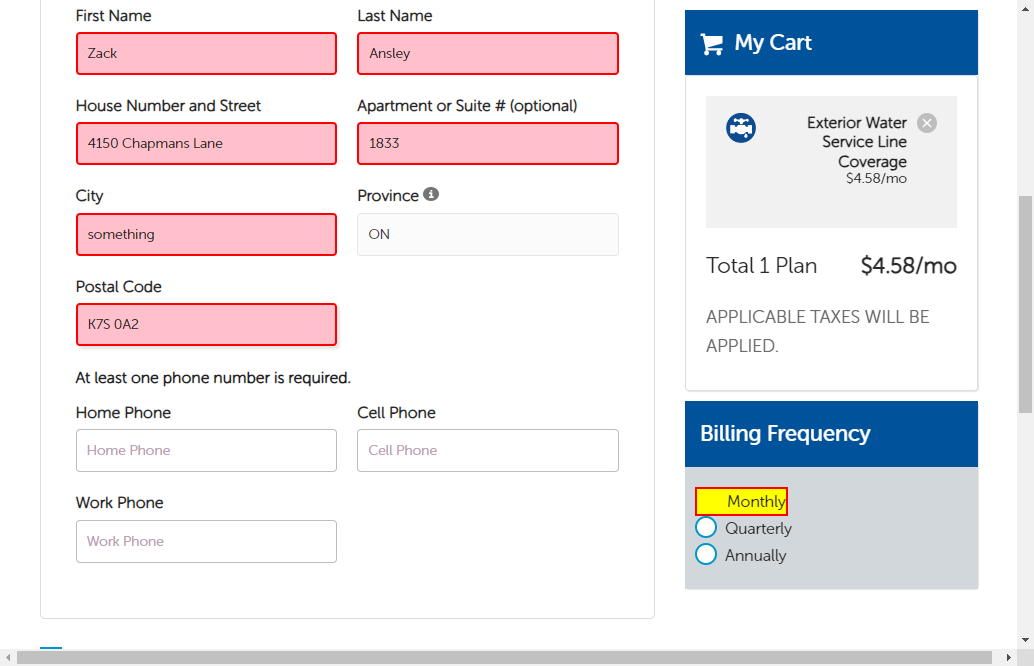 First Name
Last Name
Zack
Ansley
House Number and Street
Apartment or Suite # (optional)
4150 Chapmans Lane
1833
City
Province
something
ON
Postal Code
K7S 0A2
At least one phone number is required.
Home Phone
Cell Phone
Home Phone
Cell Phone
Work Phone
Work Phone
My Cart
Exterior Water
Service Line
Coverage
$4.58/mo
Total 1 Plan
$4.58/mo
APPLICABLE TAXES WILL BE
APPLIED.
Billing Frequency
Monthly
Quarterly
Annually